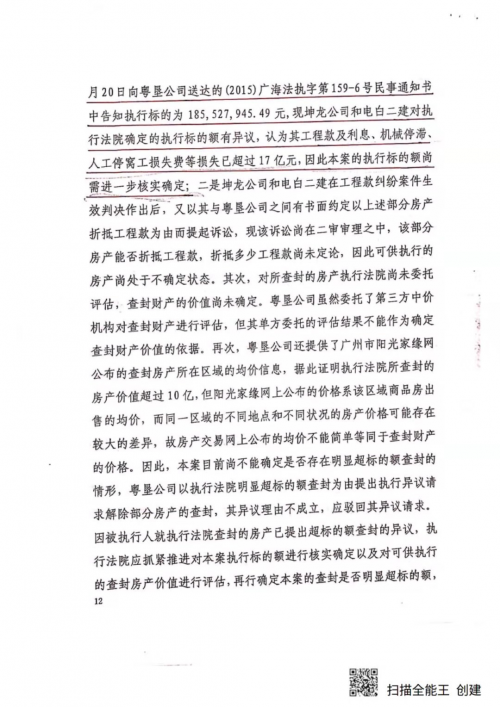 月20日向粤垦公司送达的(2015)广海法执字第159-6号民事通知书
中告知执行标的为185,527,945.49元,现坤龙公司和电白二建对执
行法院确定的执行标的额有异议,认为其工程款及利息、机械停滞、
人工停窝工损失费等损失已超过17亿元,因此本案的执行标的额尚
需进一步核实确定;二是坤龙公司和电白二建在工程款纠纷案件生
效判决作出后,又以其与粤垦公司之间有书面约定以上述部分房产
折抵工程款为由而提起诉讼,现该诉讼尚在二审审理之中,该部分
房产能否折抵工程款,折抵多少工程款尚未定论,因此可供执行的
房产尚处于不确定状态。其次,对所查封的房产执行法院尚未委托
评估,查封财产的价值尚未确定。粤垦公司虽然委托了第三方中价
机构对查封财产进行评估,但其单方委托的评估结果不能作为确定
查封财产价值的依据。再次,粤垦公司还提供了广州市阳光家缘网
公布的查封房产所在区域的均价信息,据此证明执行法院所查封的
房产价值超过10亿,但阳光家缘网上公布的价格系该区域商品房出
售的均价,而同一区域的不同地点和不同状况的房产价格可能存在
较大的差异,故房产交易网上公布的均价不能简单等同于查封财产
的价格。因此,本案目前尚不能确定是否存在明显超标的额查封的
情形,粤垦公司以执行法院明显超标的额查封为由提出执行异议请
求解除部分房产的查封,其异议理由不成立,应驳回其异议请求。
因被执行人就执行法院查封的房产已提出超标的额查封的异议,执
行法院应抓紧推进对本案执行标的额进行核实确定以及对可供执行
的查封房产价值进行评估,再行确定本案的查封是否明显超标的额,
12
扫描全能王 创建